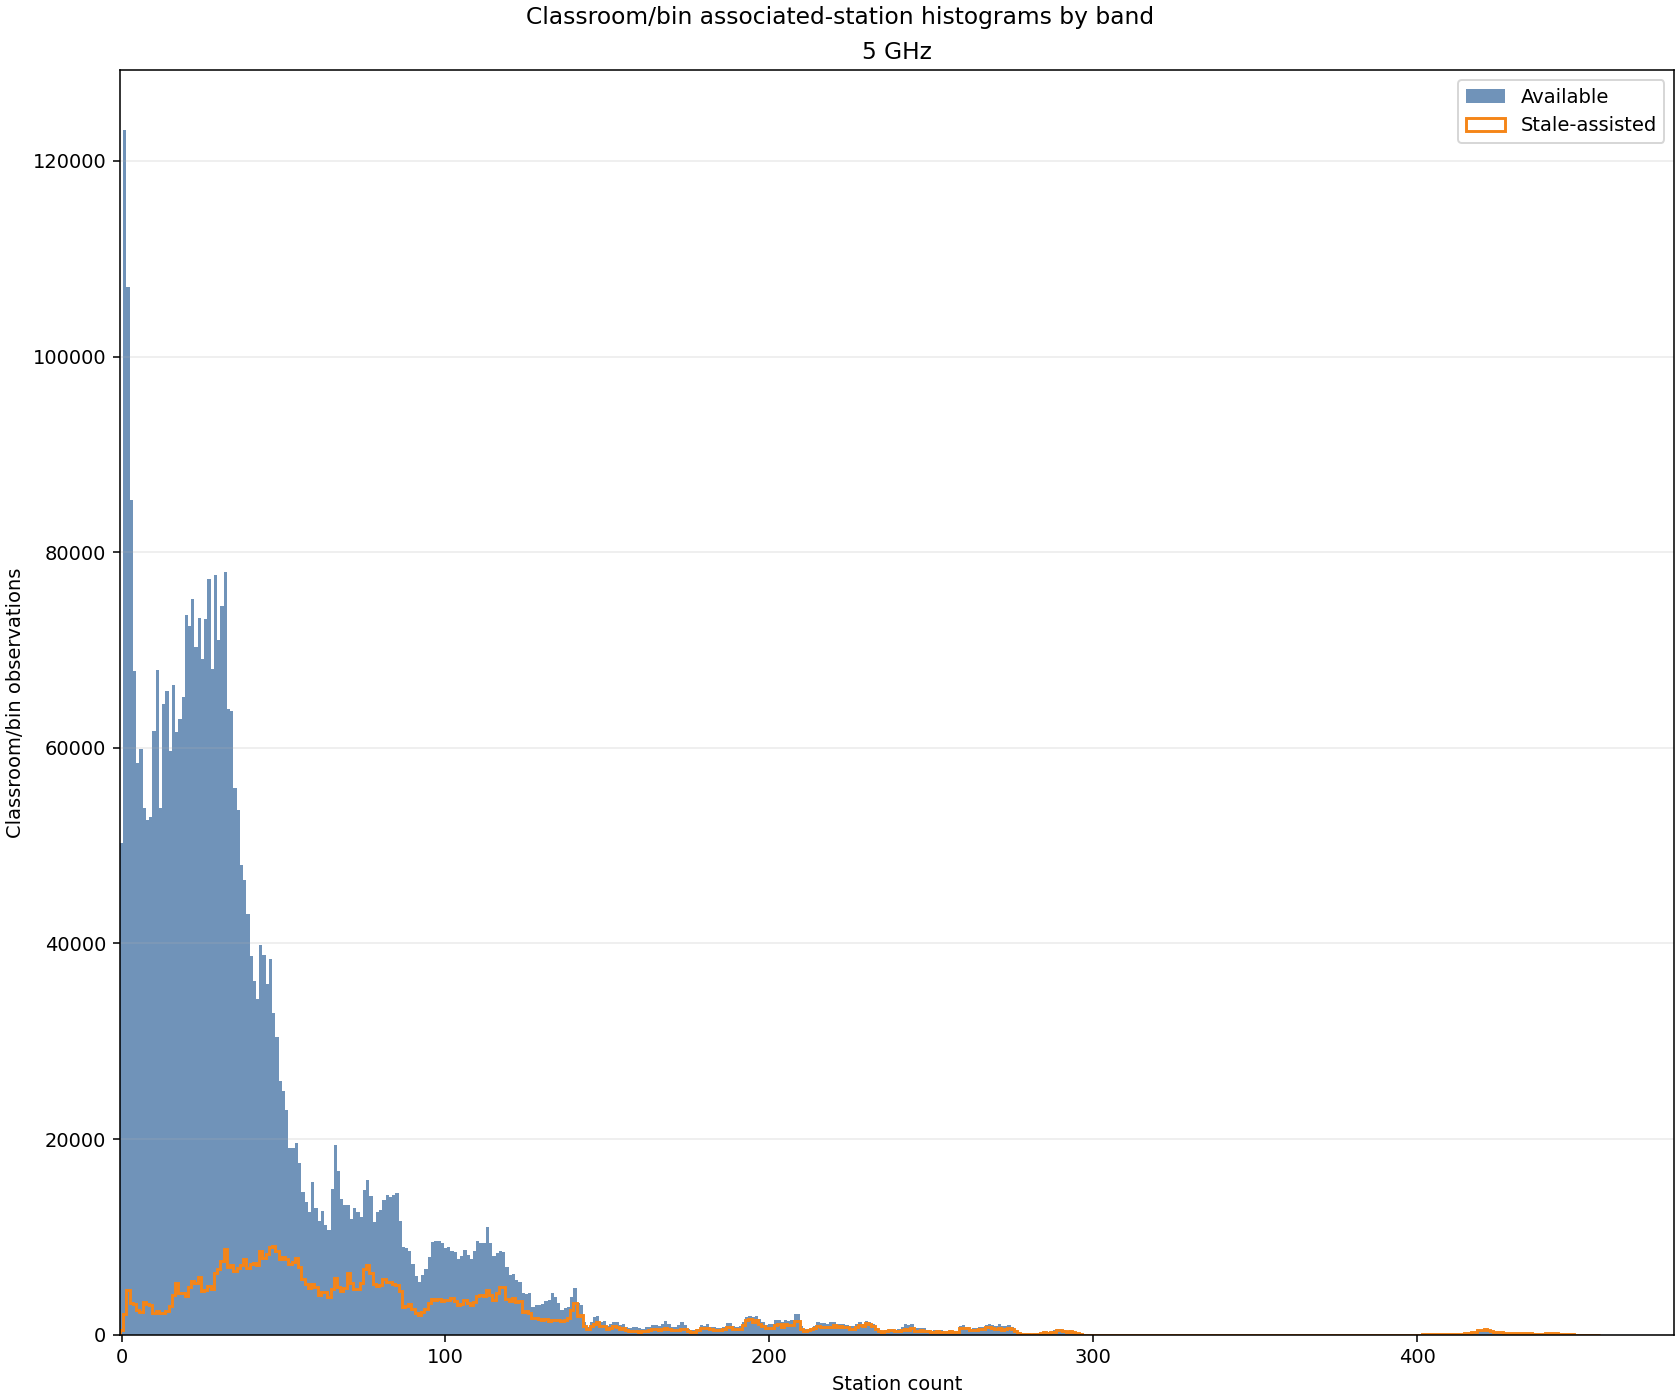 Classroom/bin associated-station histograms by band
5 GHz
Available
Stale-assisted
Classroom/bin observations
120000
100000
80000
60000
40000
20000
0
0 100 200 300 400
Station count